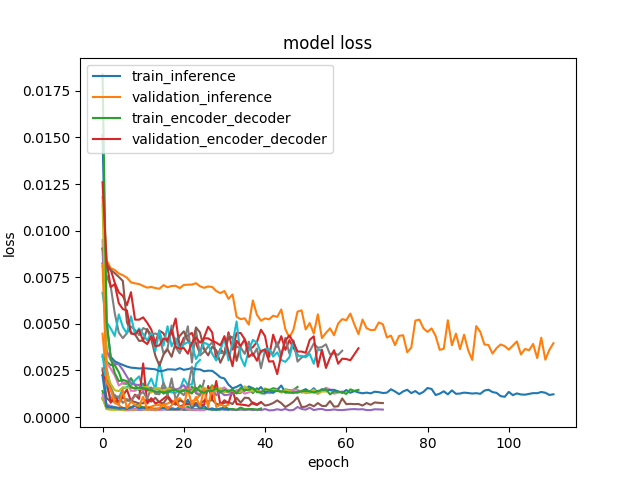 model loss
train_inference
validation_inference
train_encoder_decoder
validation_encoder_decoder
0.0175
0.0150
0.0125
0.0100
0.0075
0.0050
0.0025
0.0000
loss
0 20 40 60 80 100
epoch